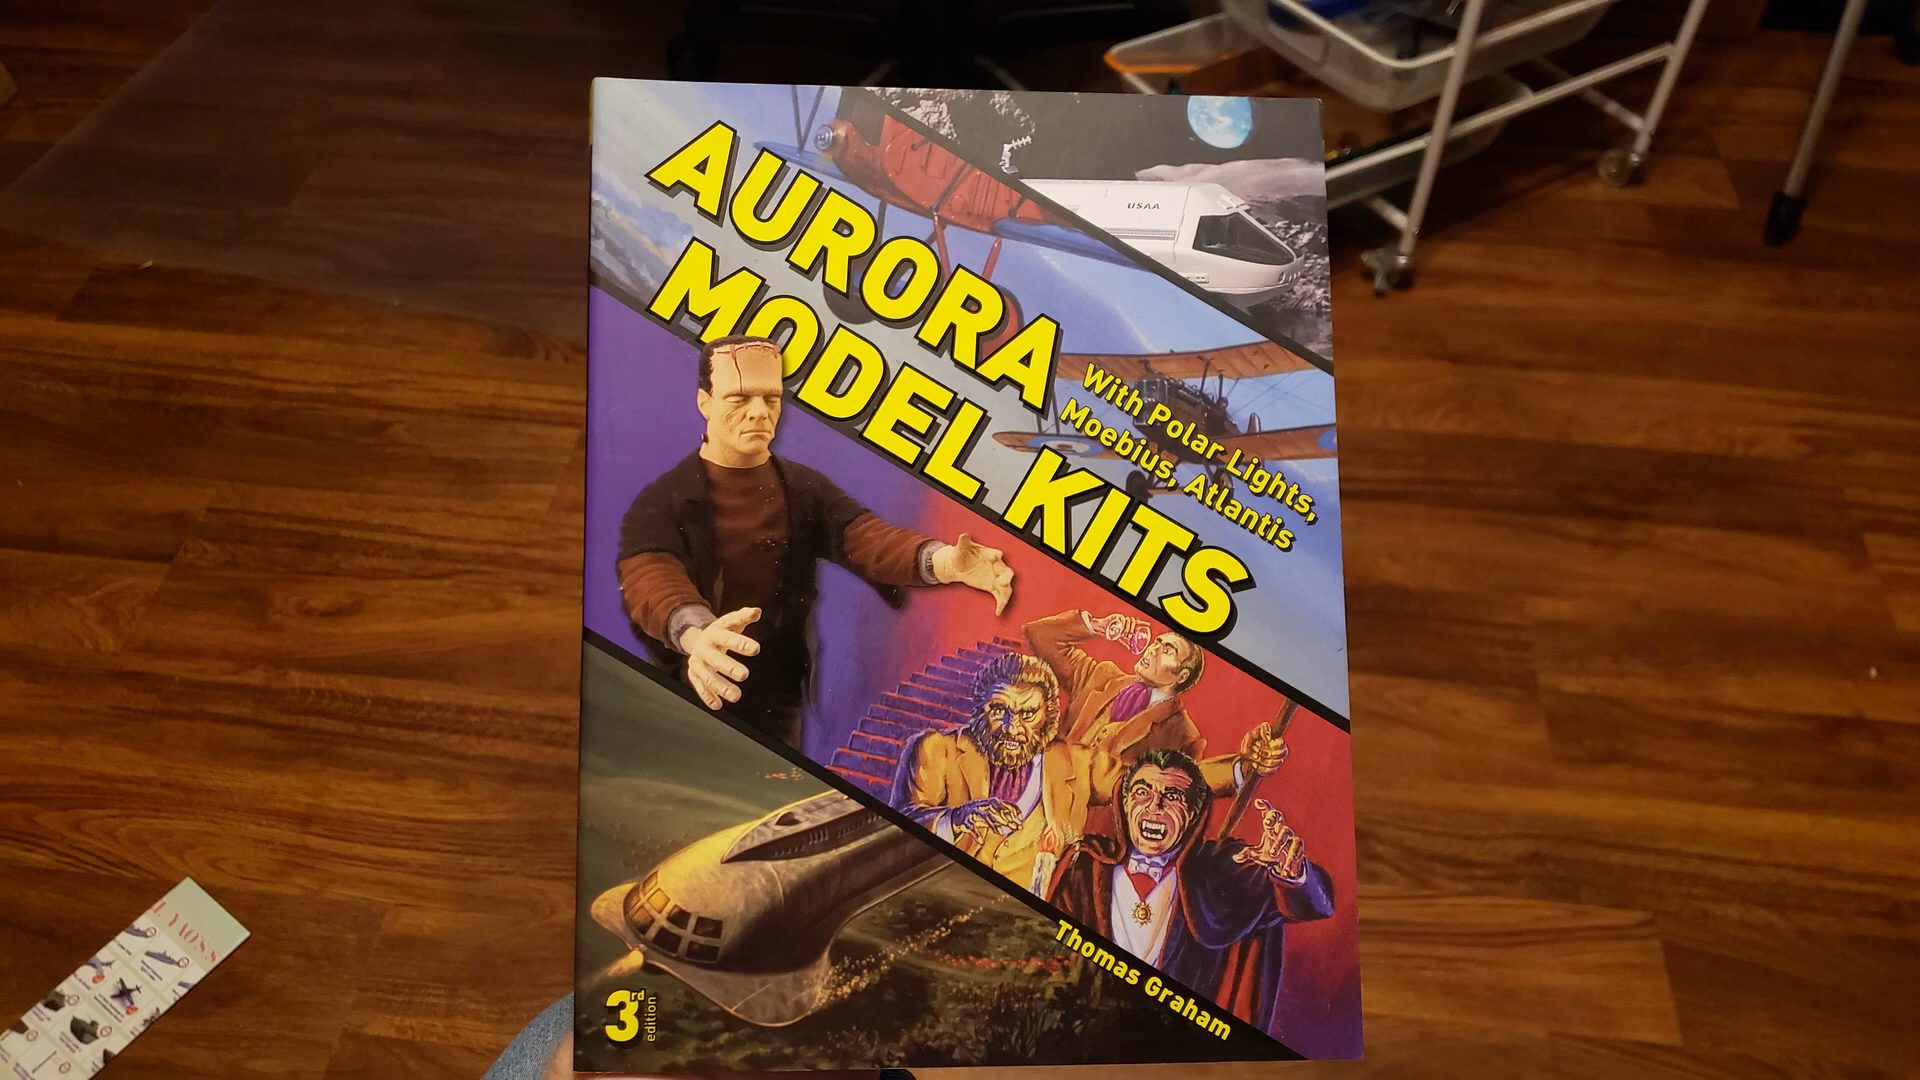 AURORA
MODEL KITS
With Polar Lights,
Moebius, Atlantis
USAA
Thomas Graham
3rd
edition